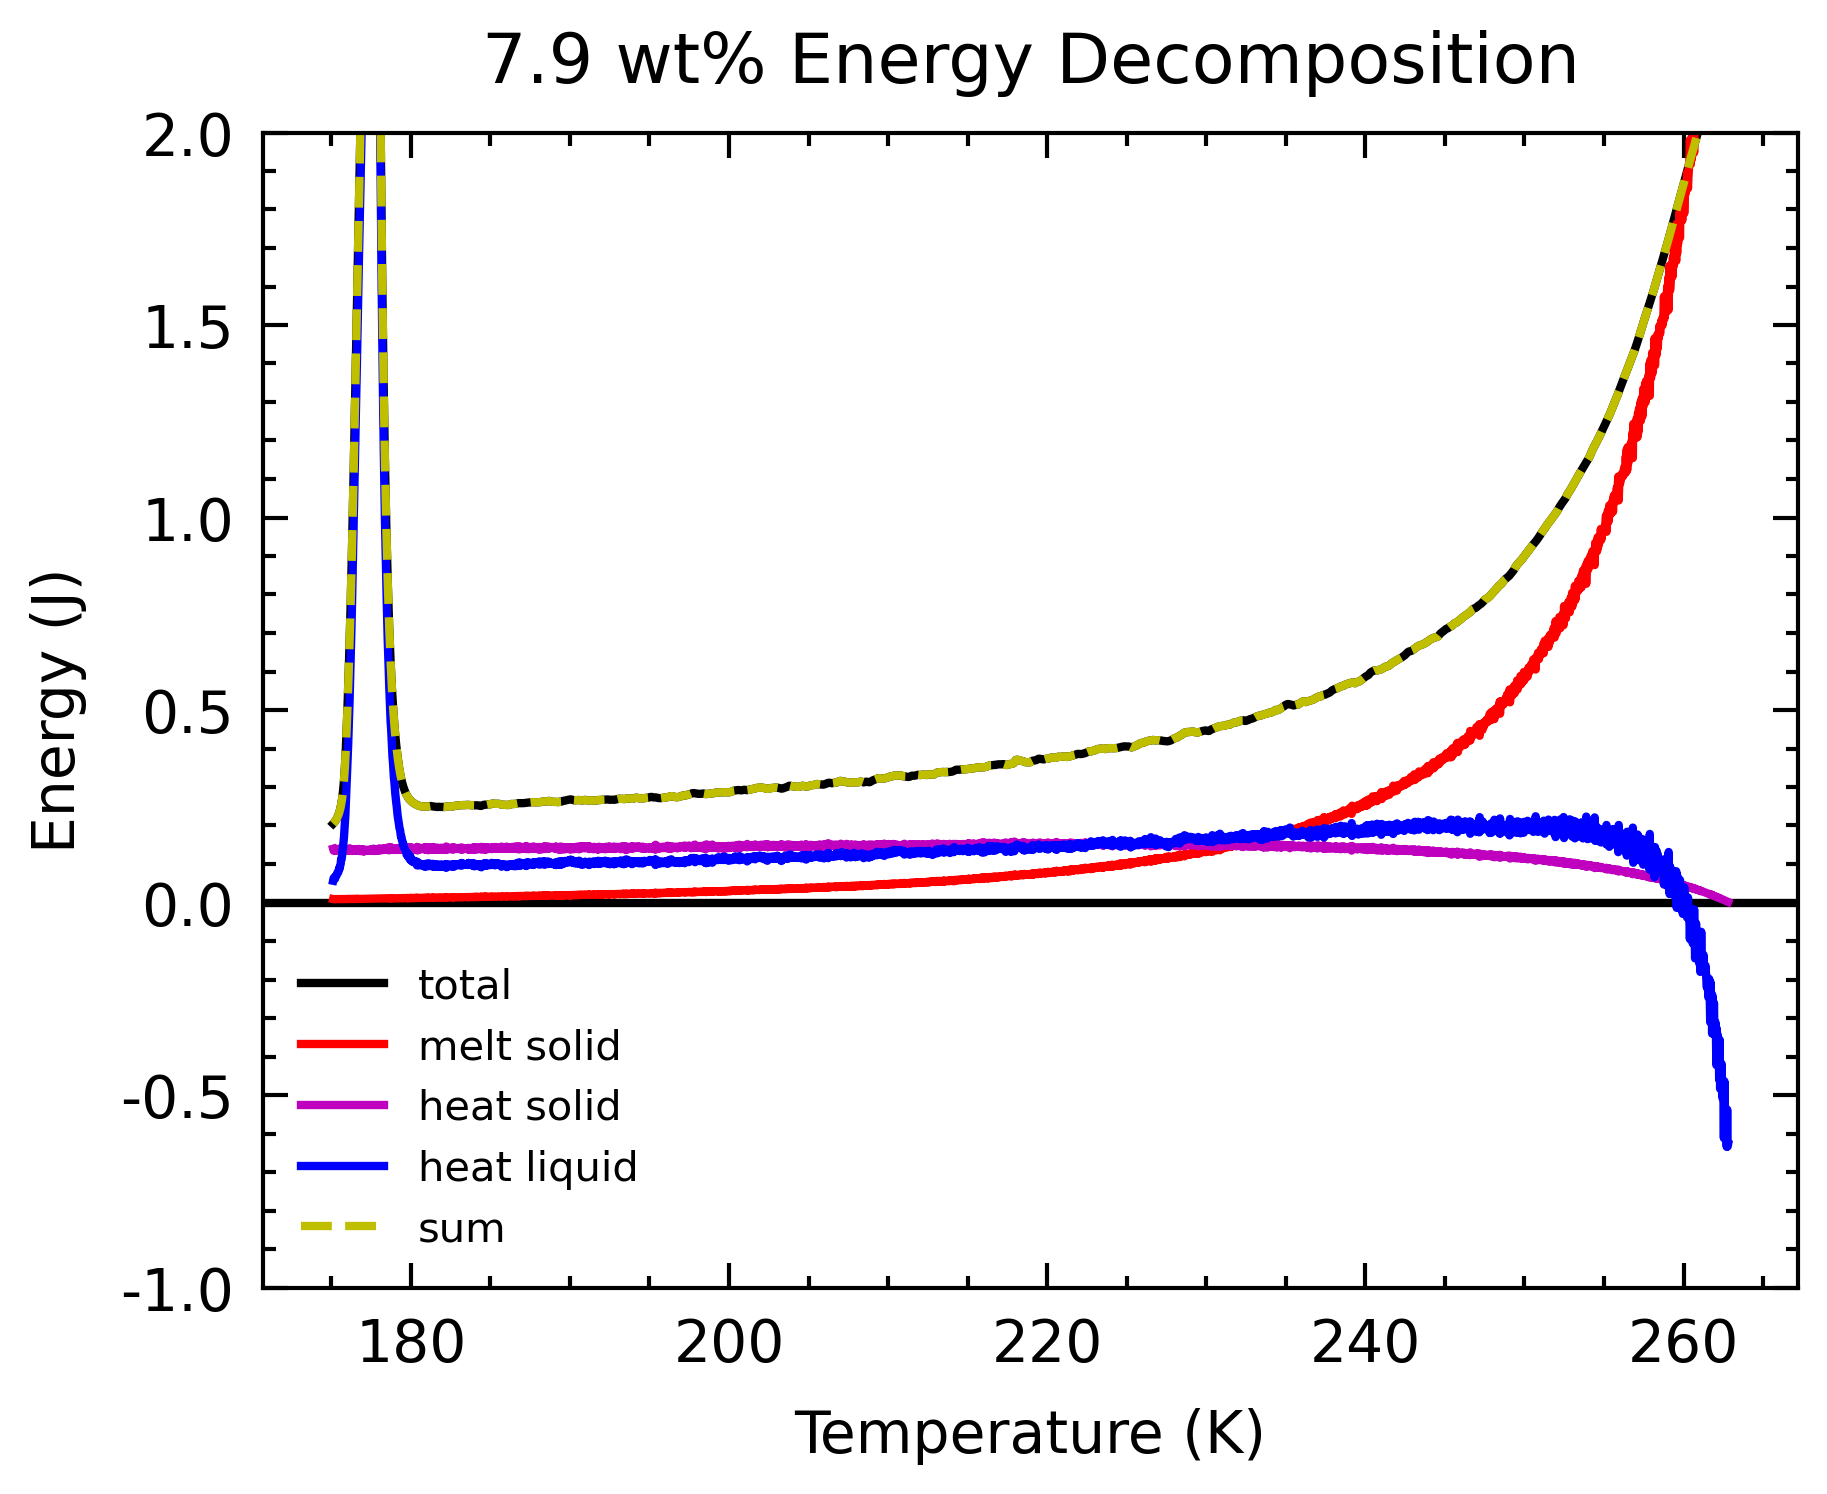 7.9 wt% Energy Decomposition
2.0
1.5
1.0
0.5
0.0
-0.5
-1.0
Energy (J)
total
melt solid
heat solid
heat liquid
sum
180 200 220 240 260
Temperature (K)